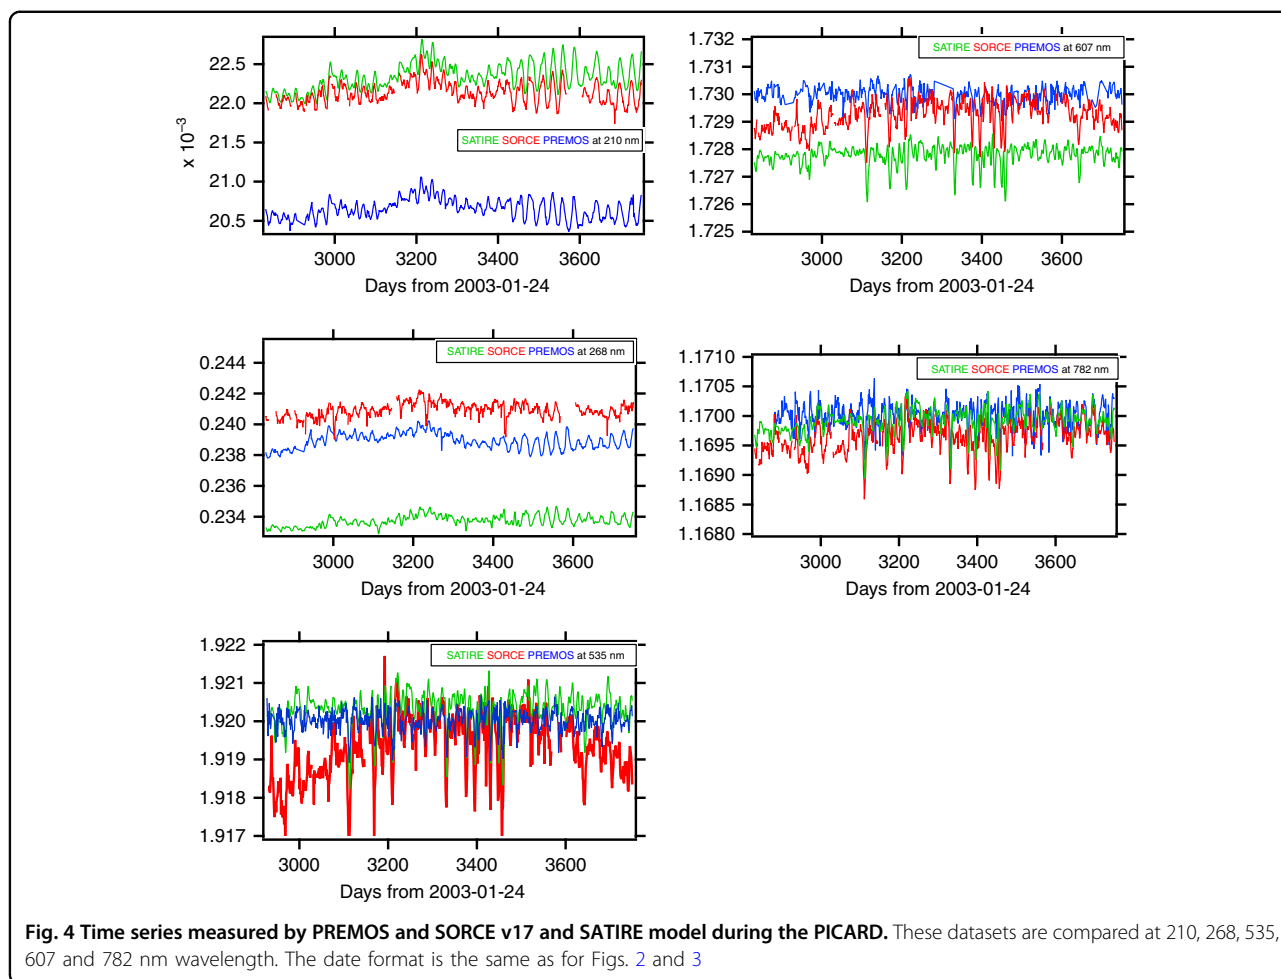 22.5
22.0
21.5
21.0
20.5
x 10⁻³
SATIRE SORCE PREMOS at 210 nm
3000 3200 3400 3600
Days from 2003-01-24
1.732
1.731
1.730
1.729
1.728
1.727
1.726
1.725
SATIRE SORCE PREMOS at 607 nm
3000 3200 3400 3600
Days from 2003-01-24
0.244
0.242
0.240
0.238
0.236
0.234
SATIRE SORCE PREMOS at 268 nm
3000 3200 3400 3600
Days from 2003-01-24
1.1710
1.1705
1.1700
1.1695
1.1690
1.1685
1.1680
SATIRE SORCE PREMOS at 782 nm
3000 3200 3400 3600
Days from 2003-01-24
1.922
1.921
1.920
1.919
1.918
1.917
SATIRE SORCE PREMOS at 535 nm
3000 3200 3400 3600
Days from 2003-01-24
Fig. 4 Time series measured by PREMOS and SORCE v17 and SATIRE model during the PICARD. These datasets are compared at 210, 268, 535,
607 and 782 nm wavelength. The date format is the same as for Figs. 2 and 3